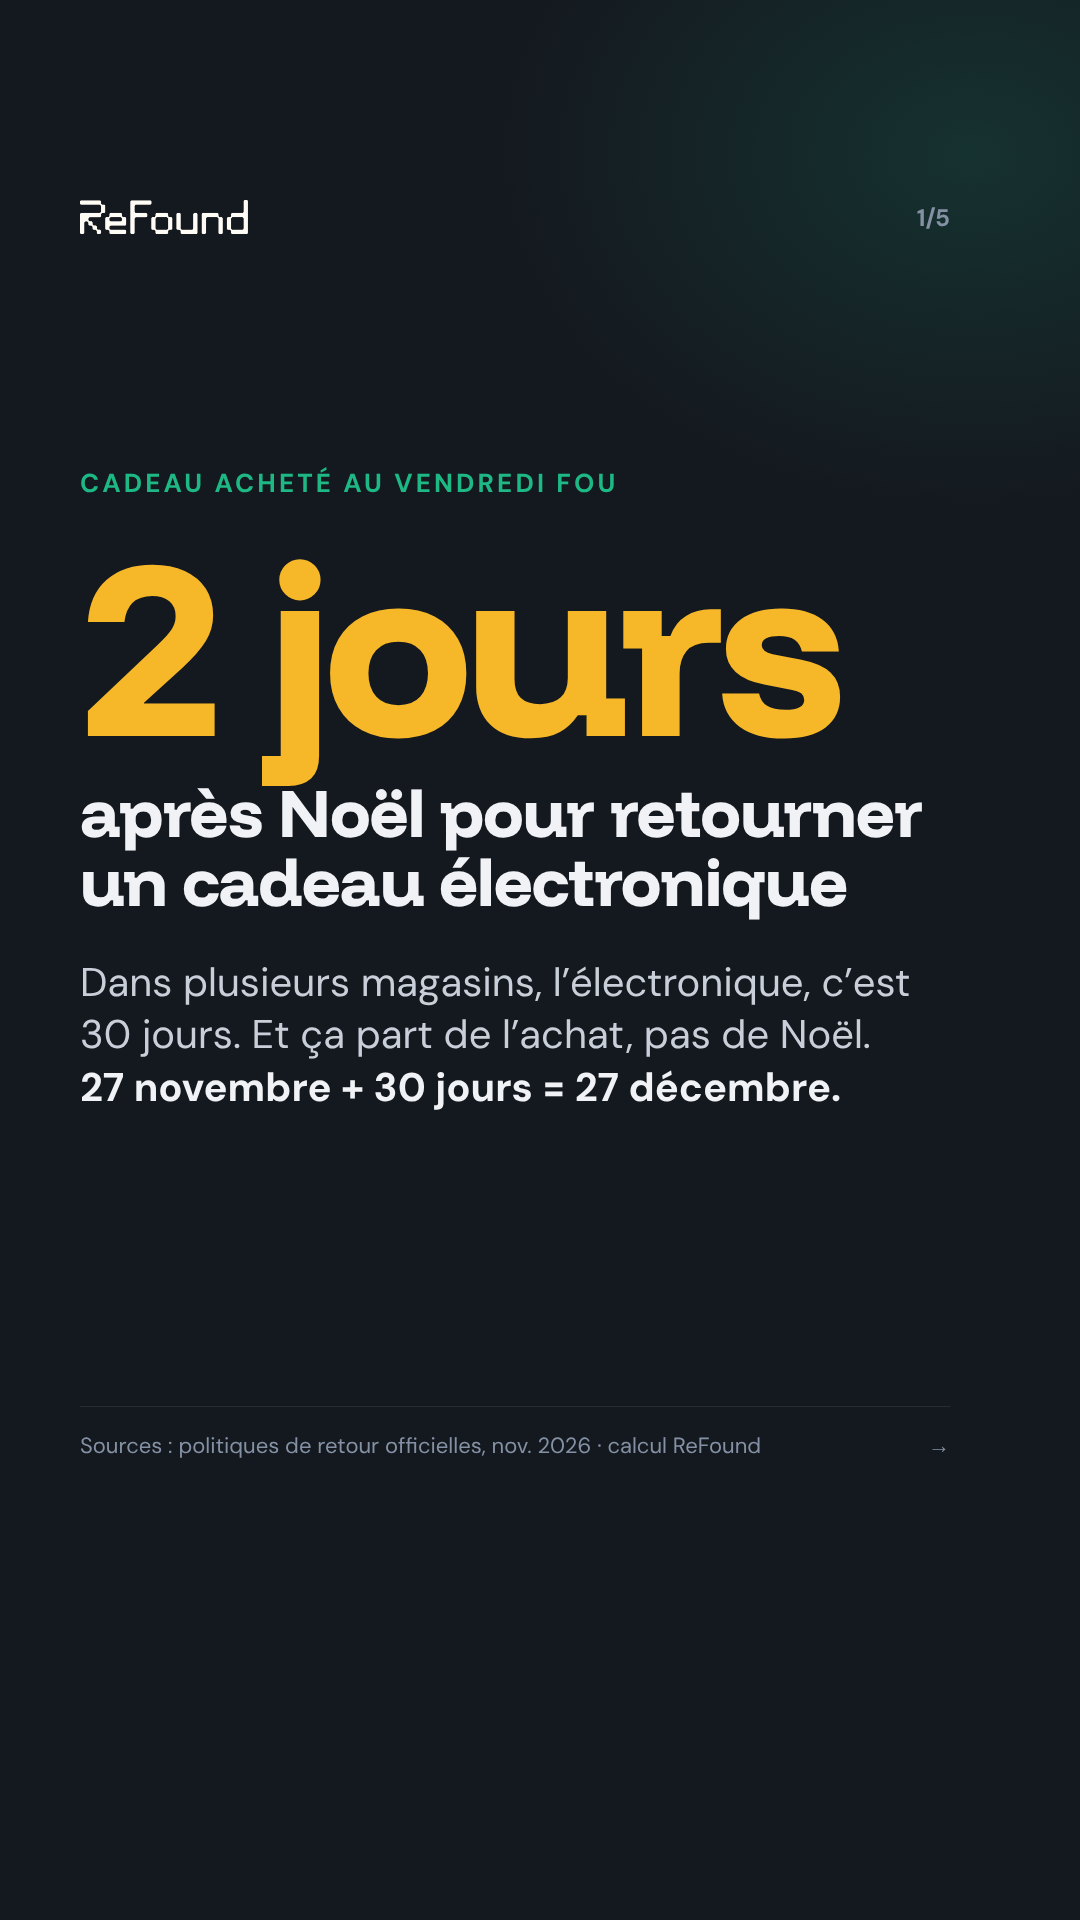 ReFound
1/5
CADEAU ACHETÉ AU VENDREDI FOU
2 jours
après Noël pour retourner
un cadeau électronique
Dans plusieurs magasins, l’électronique, c’est
30 jours. Et ça part de l’achat, pas de Noël.
27 novembre + 30 jours = 27 décembre.
Sources : politiques de retour officielles, nov. 2026 · calcul ReFound →